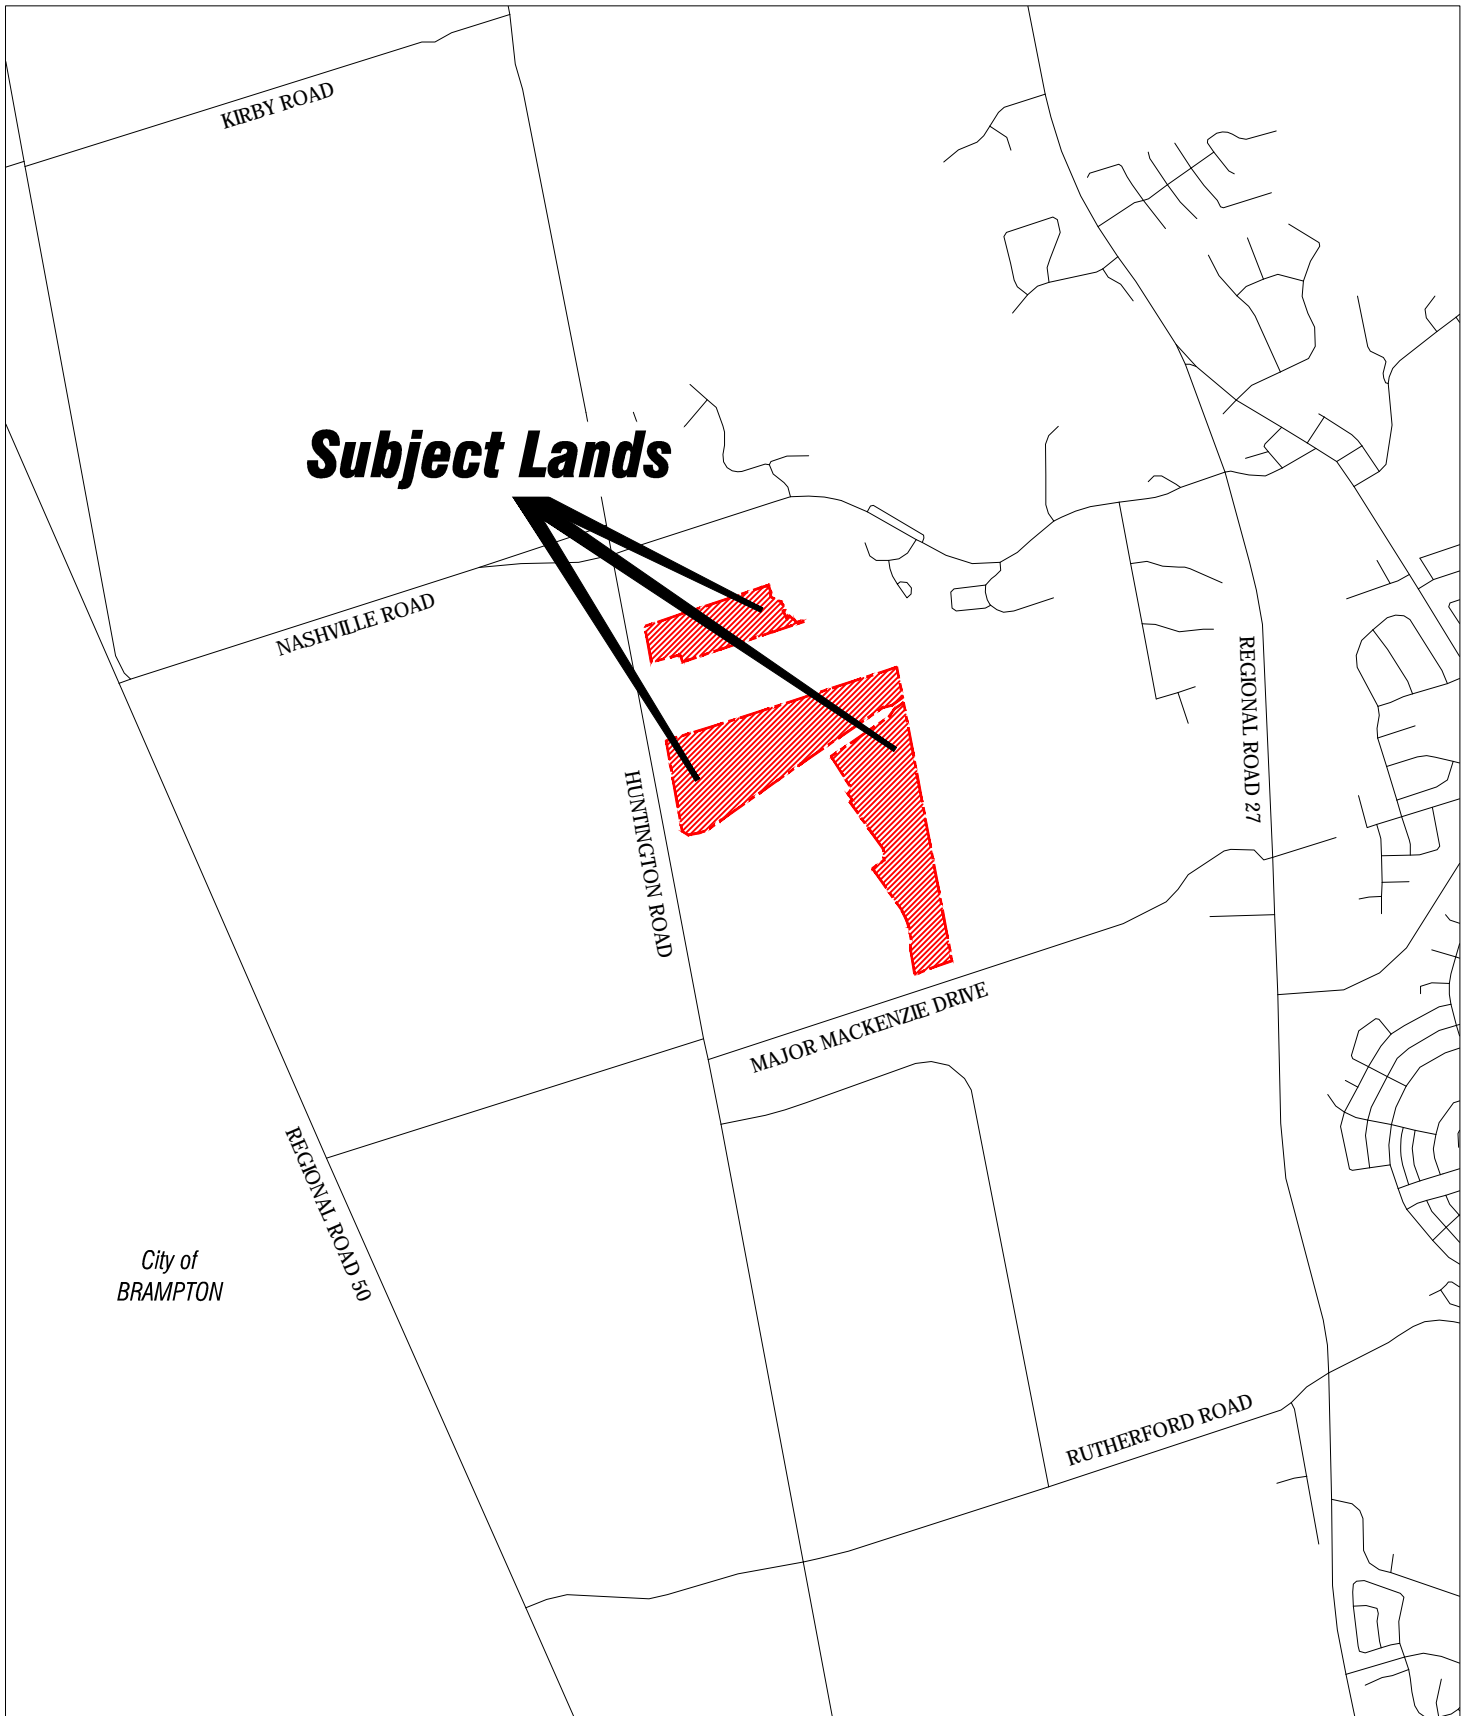 KIRBY ROAD
Subject Lands
NASHVILLE ROAD
REGIONAL ROAD 27
HUNTINGTON ROAD
MAJOR MACKENZIE DRIVE
REGIONAL ROAD 50
City of
BRAMPTON
RUTHERFORD ROAD